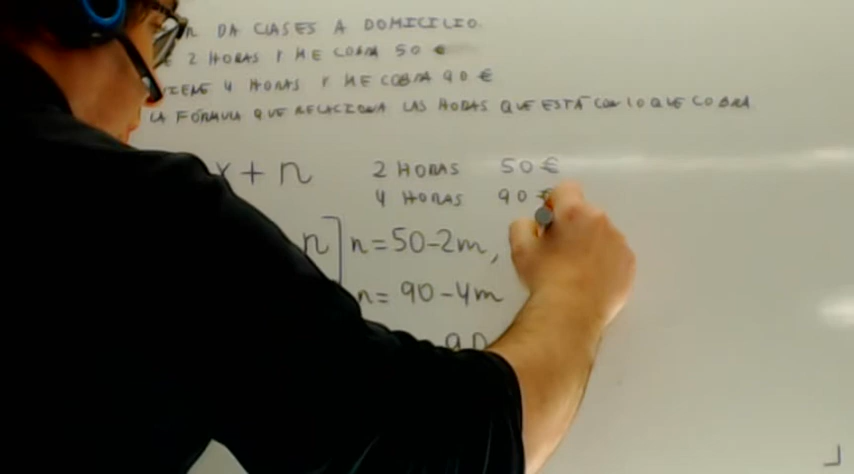 DA CLASES A DOMICILIO.
2 HORAS Y ME COBRA 50 €
4 HORAS Y ME COBRA 90 €
LA FÓRMULA QUE RELACIONA LAS HORAS QUE ESTÁ CON LO QUE COBRA
x + n 2 HORAS 50 €
4 HORAS 90 €
n] n = 50 - 2m,
n = 90 - 4m
90